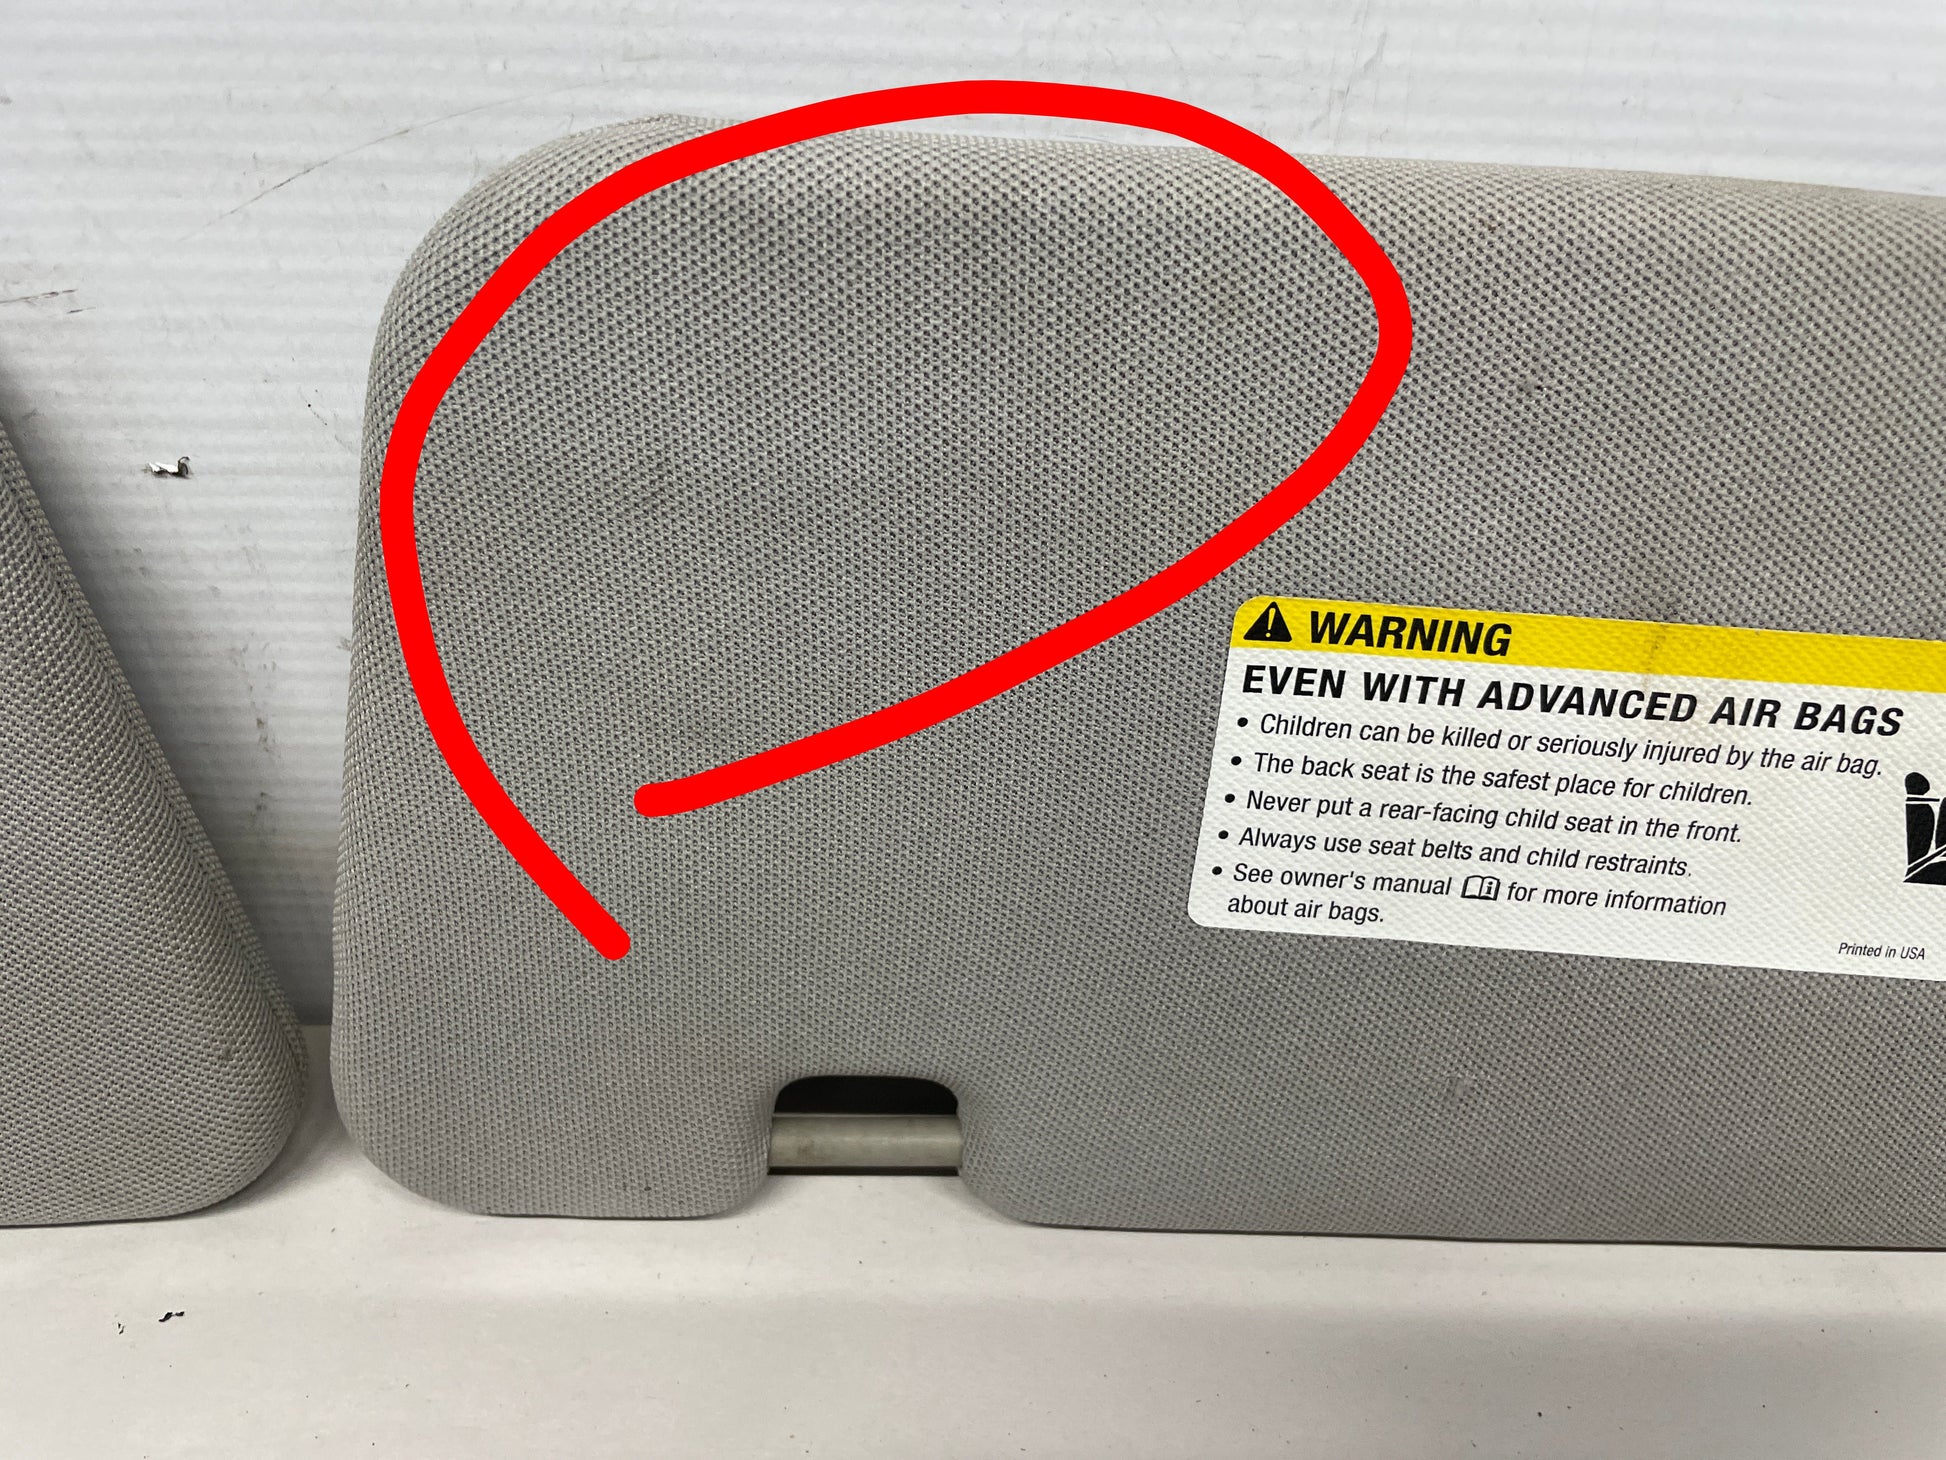 WARNING
EVEN WITH ADVANCED AIR BAGS
• Children can be killed or seriously injured by the air bag.
• The back seat is the safest place for children.
• Never put a rear-facing child seat in the front.
• Always use seat belts and child restraints.
• See owner's manual for more information
about air bags.
Printed in USA